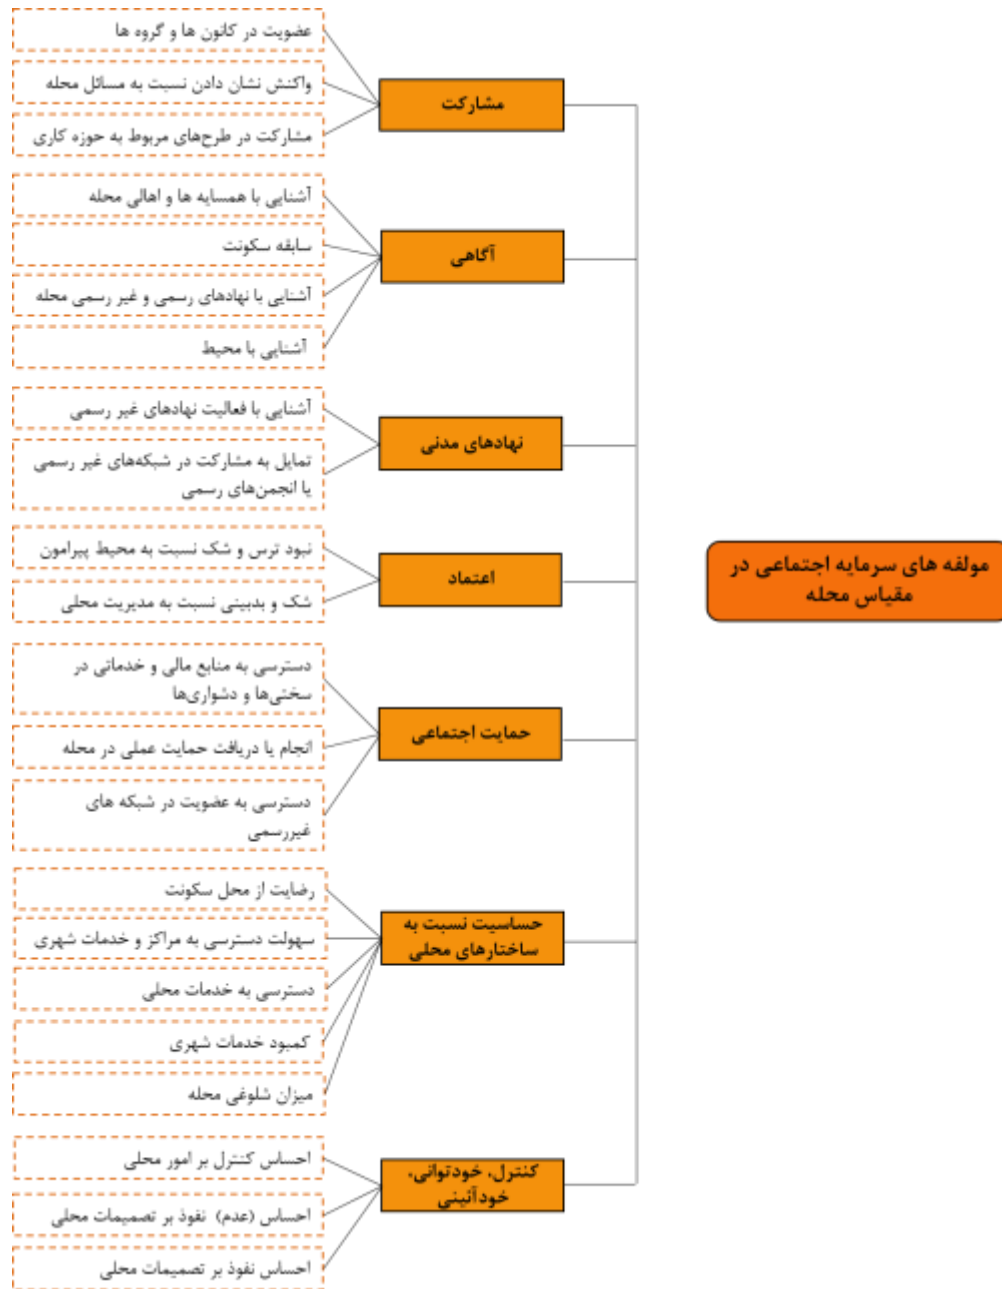 مولفه های سرمایه اجتماعی در
مقیاس محله
مشارکت
عضویت در کانون ها و گروه ها
واکنش نشان دادن نسبت به مسائل محله
مشارکت در طرح‌های مربوط به حوزه کاری
آگاهی
آشنایی با همسایه ها و اهالی محله
سابقه سکونت
آشنایی با نهادهای رسمی و غیر رسمی محله
آشنایی با محیط
نهادهای مدنی
آشنایی با فعالیت نهادهای غیر رسمی
تمایل به مشارکت در شبکه‌های غیر رسمی
یا انجمن‌های رسمی
اعتماد
نبود ترس و شک نسبت به محیط پیرامون
شک و بدبینی نسبت به مدیریت محلی
حمایت اجتماعی
دسترسی به منابع مالی و خدماتی در
سختی‌ها و دشواری‌ها
انجام یا دریافت حمایت عملی در محله
دسترسی به عضویت در شبکه های
غیررسمی
حساسیت نسبت به
ساختارهای محلی
رضایت از محل سکونت
سهولت دسترسی به مراکز و خدمات شهری
دسترسی به خدمات محلی
کمبود خدمات شهری
میزان شلوغی محله
کنترل، خودتوانی،
خودآئینی
احساس کنترل بر امور محلی
احساس (عدم) نفوذ بر تصمیمات محلی
احساس نفوذ بر تصمیمات محلی